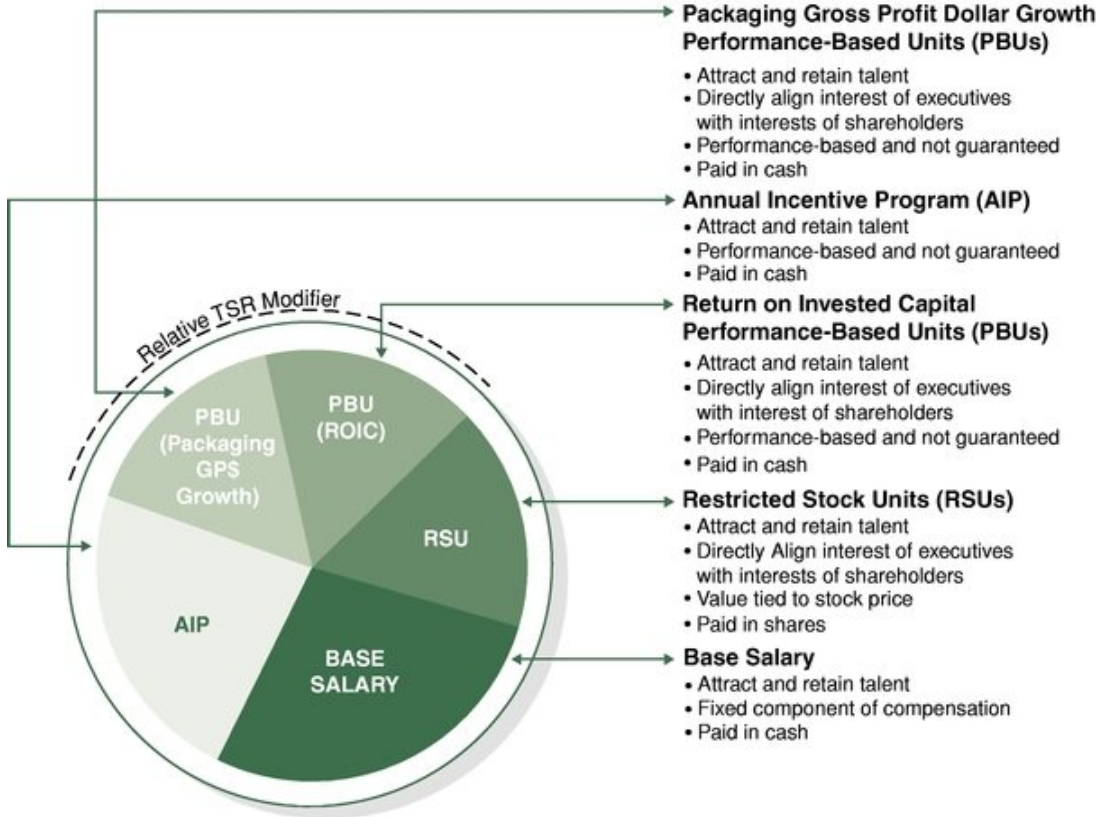 Packaging Gross Profit Dollar Growth
Performance-Based Units (PBUs)
• Attract and retain talent
• Directly align interest of executives
with interests of shareholders
• Performance-based and not guaranteed
• Paid in cash
Annual Incentive Program (AIP)
• Attract and retain talent
• Performance-based and not guaranteed
• Paid in cash
Return on Invested Capital
Performance-Based Units (PBUs)
• Attract and retain talent
• Directly align interest of executives
with interest of shareholders
• Performance-based and not guaranteed
• Paid in cash
Restricted Stock Units (RSUs)
• Attract and retain talent
• Directly Align interest of executives
with interests of shareholders
• Value tied to stock price
• Paid in shares
Base Salary
• Attract and retain talent
• Fixed component of compensation
• Paid in cash
Relative TSR Modifier
PBU
(Packaging
GP$
Growth)
PBU
(ROIC)
RSU
AIP
BASE
SALARY